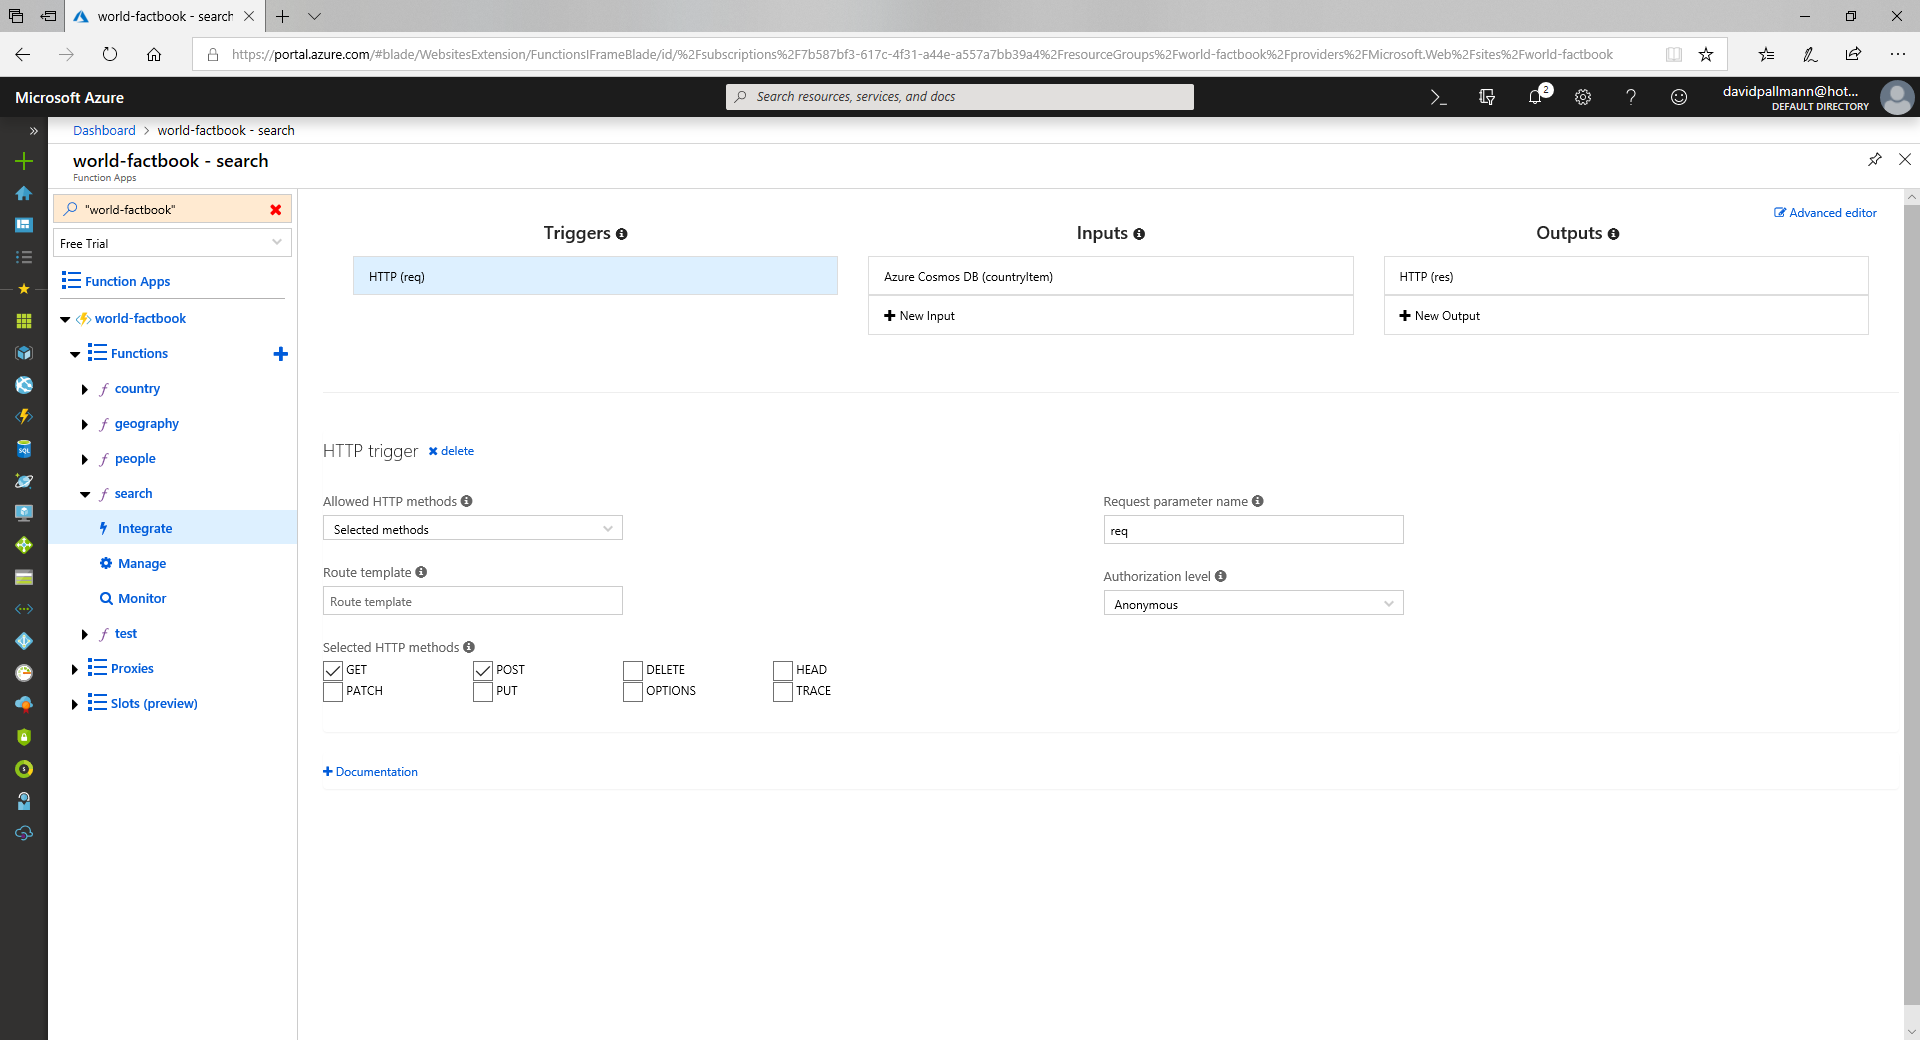 world-factbook - search
https://portal.azure.com/#blade/WebsitesExtension/FunctionsIFrameBlade/id/%2Fsubscriptions%2F7b587bf3-617c-4f31-a44e-a557a7bb39a4%2FresourceGroups%2Fworld-factbook%2Fproviders%2FMicrosoft.Web%2Fsites%2Fworld-factbook
Microsoft Azure
Search resources, services, and docs
2
davidpallmann@hot...
DEFAULT DIRECTORY
Dashboard > world-factbook - search
world-factbook - search
Function Apps
"world-factbook"
Free Trial
Function Apps
world-factbook
Functions
country
geography
people
search
Integrate
Manage
Monitor
test
Proxies
Slots (preview)
Advanced editor
Triggers
HTTP (req)
Inputs
Azure Cosmos DB (countryItem)
New Input
Outputs
HTTP (res)
New Output
HTTP trigger delete
Allowed HTTP methods
Selected methods
Request parameter name
req
Route template
Route template
Authorization level
Anonymous
Selected HTTP methods
GET POST DELETE HEAD
PATCH PUT OPTIONS TRACE
Documentation